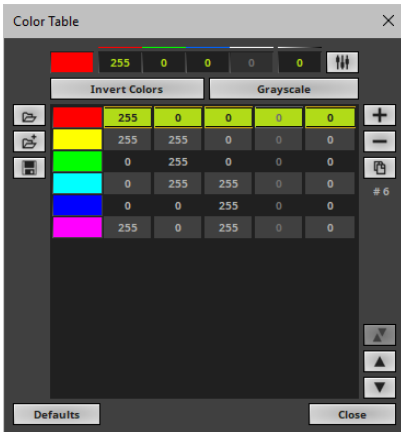 Color Table
255 0 0 0 0
Invert Colors Grayscale
255 0 0 0 0
255 255 0 0 0
0 255 0 0 0
0 255 255 0 0
0 0 255 0 0
255 0 255 0 0
# 6
Defaults Close